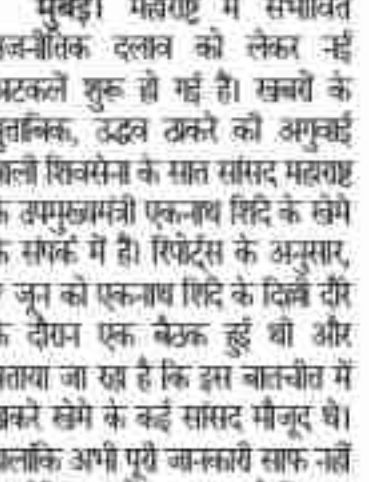 मुंबई। महाराष्ट्र में संभावित
राजनीतिक दलाव को लेकर नई
अटकलें शुरू हो गई हैं। खबरों के
मुताबिक, उद्धव ठाकरे की अगुवाई
वाली शिवसेना के सात सांसद महाराष्ट्र
के उपमुख्यमंत्री एकनाथ शिंदे के खेमे
के संपर्क में हैं। रिपोर्ट्स के अनुसार,
जून को एकनाथ शिंदे के दिल्ली दौरे
के दौरान एक बैठक हुई थी और
बताया जा रहा है कि इस बातचीत में
ठाकरे खेमे के कई सांसद मौजूद थे।
हालांकि अभी पूरी जानकारी साफ नहीं